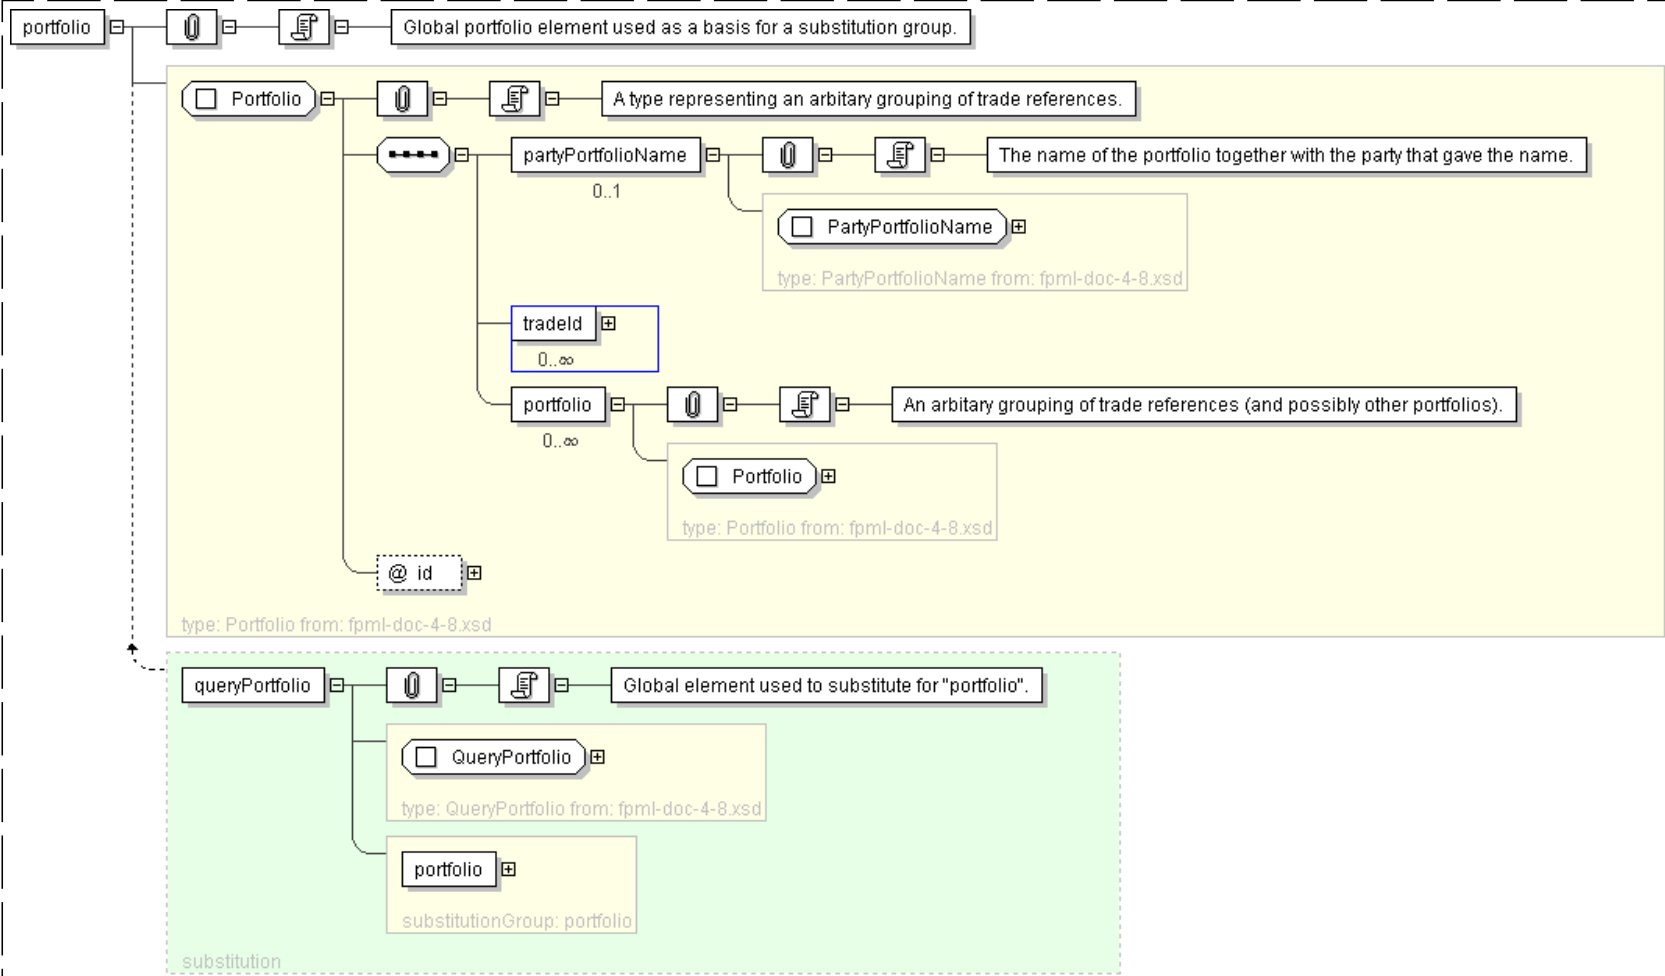 portfolio
Global portfolio element used as a basis for a substitution group.
Portfolio
A type representing an arbitary grouping of trade references.
partyPortfolioName
The name of the portfolio together with the party that gave the name.
0..1
PartyPortfolioName
type: PartyPortfolioName from: fpml-doc-4-8.xsd
tradeId
0..∞
portfolio
An arbitary grouping of trade references (and possibly other portfolios).
0..∞
Portfolio
type: Portfolio from: fpml-doc-4-8.xsd
@ id
type: Portfolio from: fpml-doc-4-8.xsd
queryPortfolio
Global element used to substitute for "portfolio".
QueryPortfolio
type: QueryPortfolio from: fpml-doc-4-8.xsd
portfolio
substitutionGroup: portfolio
substitution